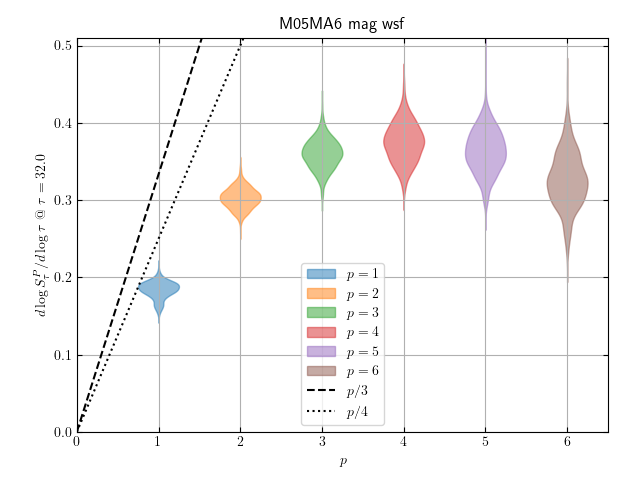 M05MA6 mag wsf
d log S_τ^P / d log τ @ τ = 32.0
0.5
0.4
0.3
0.2
0.1
0.0
0 1 2 3 4 5 6
p
p = 1
p = 2
p = 3
p = 4
p = 5
p = 6
p/3
p/4